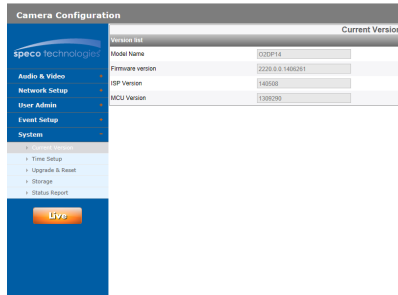 Camera Configuration
Current Version
Version list
speco technologies
Model Name O2DP14
Firmware version 2220.0.0.1406261
ISP Version 140508
MCU Version 1309290
Audio & Video
Network Setup
User Admin
Event Setup
System
Current Version
Time Setup
Upgrade & Reset
Storage
Status Report
Live